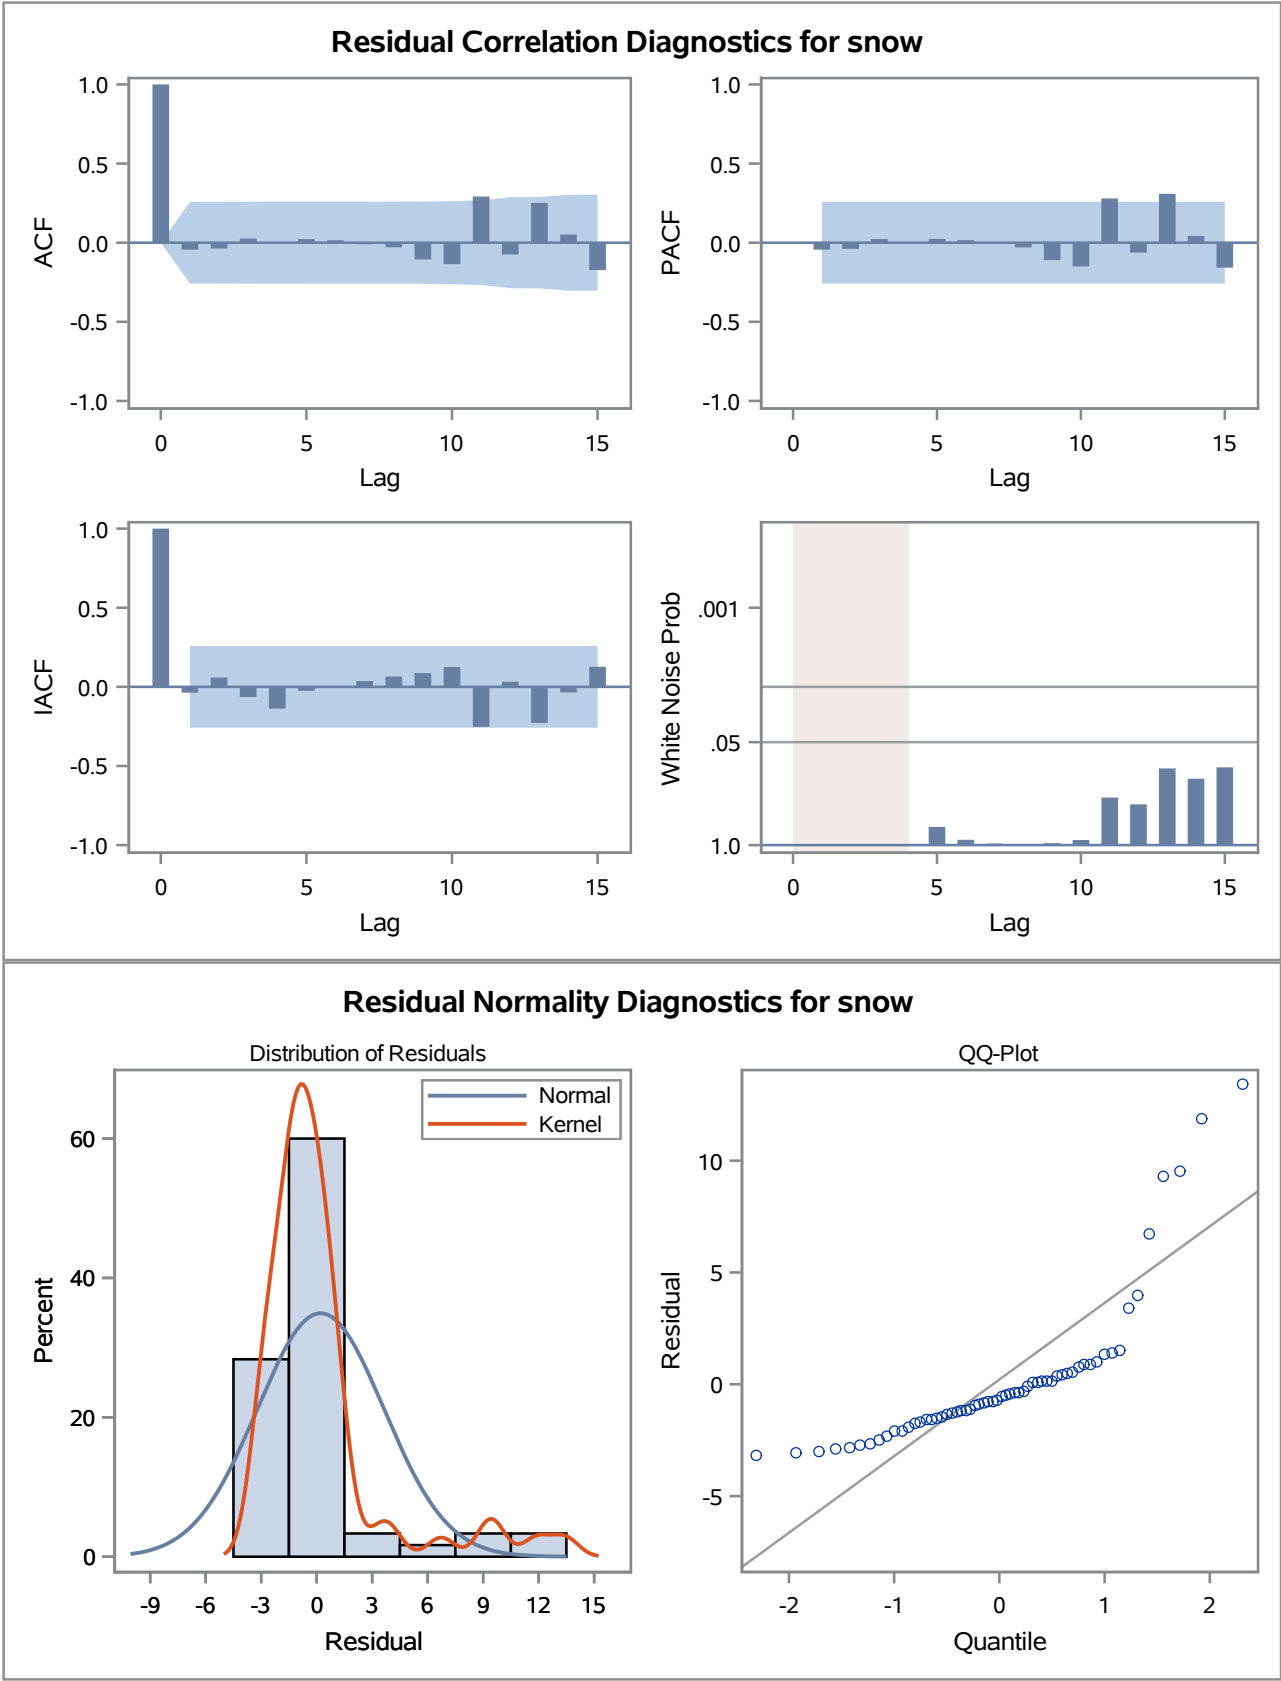 Residual Correlation Diagnostics for snow
1.0
0.5
0.0
-0.5
-1.0
ACF
0 5 10 15
Lag
1.0
0.5
0.0
-0.5
-1.0
PACF
0 5 10 15
Lag
1.0
0.5
0.0
-0.5
-1.0
IACF
0 5 10 15
Lag
.001
.05
1.0
White Noise Prob
0 5 10 15
Lag
Residual Normality Diagnostics for snow
Distribution of Residuals
Normal
Kernel
60
40
20
0
Percent
-9 -6 -3 0 3 6 9 12 15
Residual
QQ-Plot
10
5
0
-5
Residual
-2 -1 0 1 2
Quantile